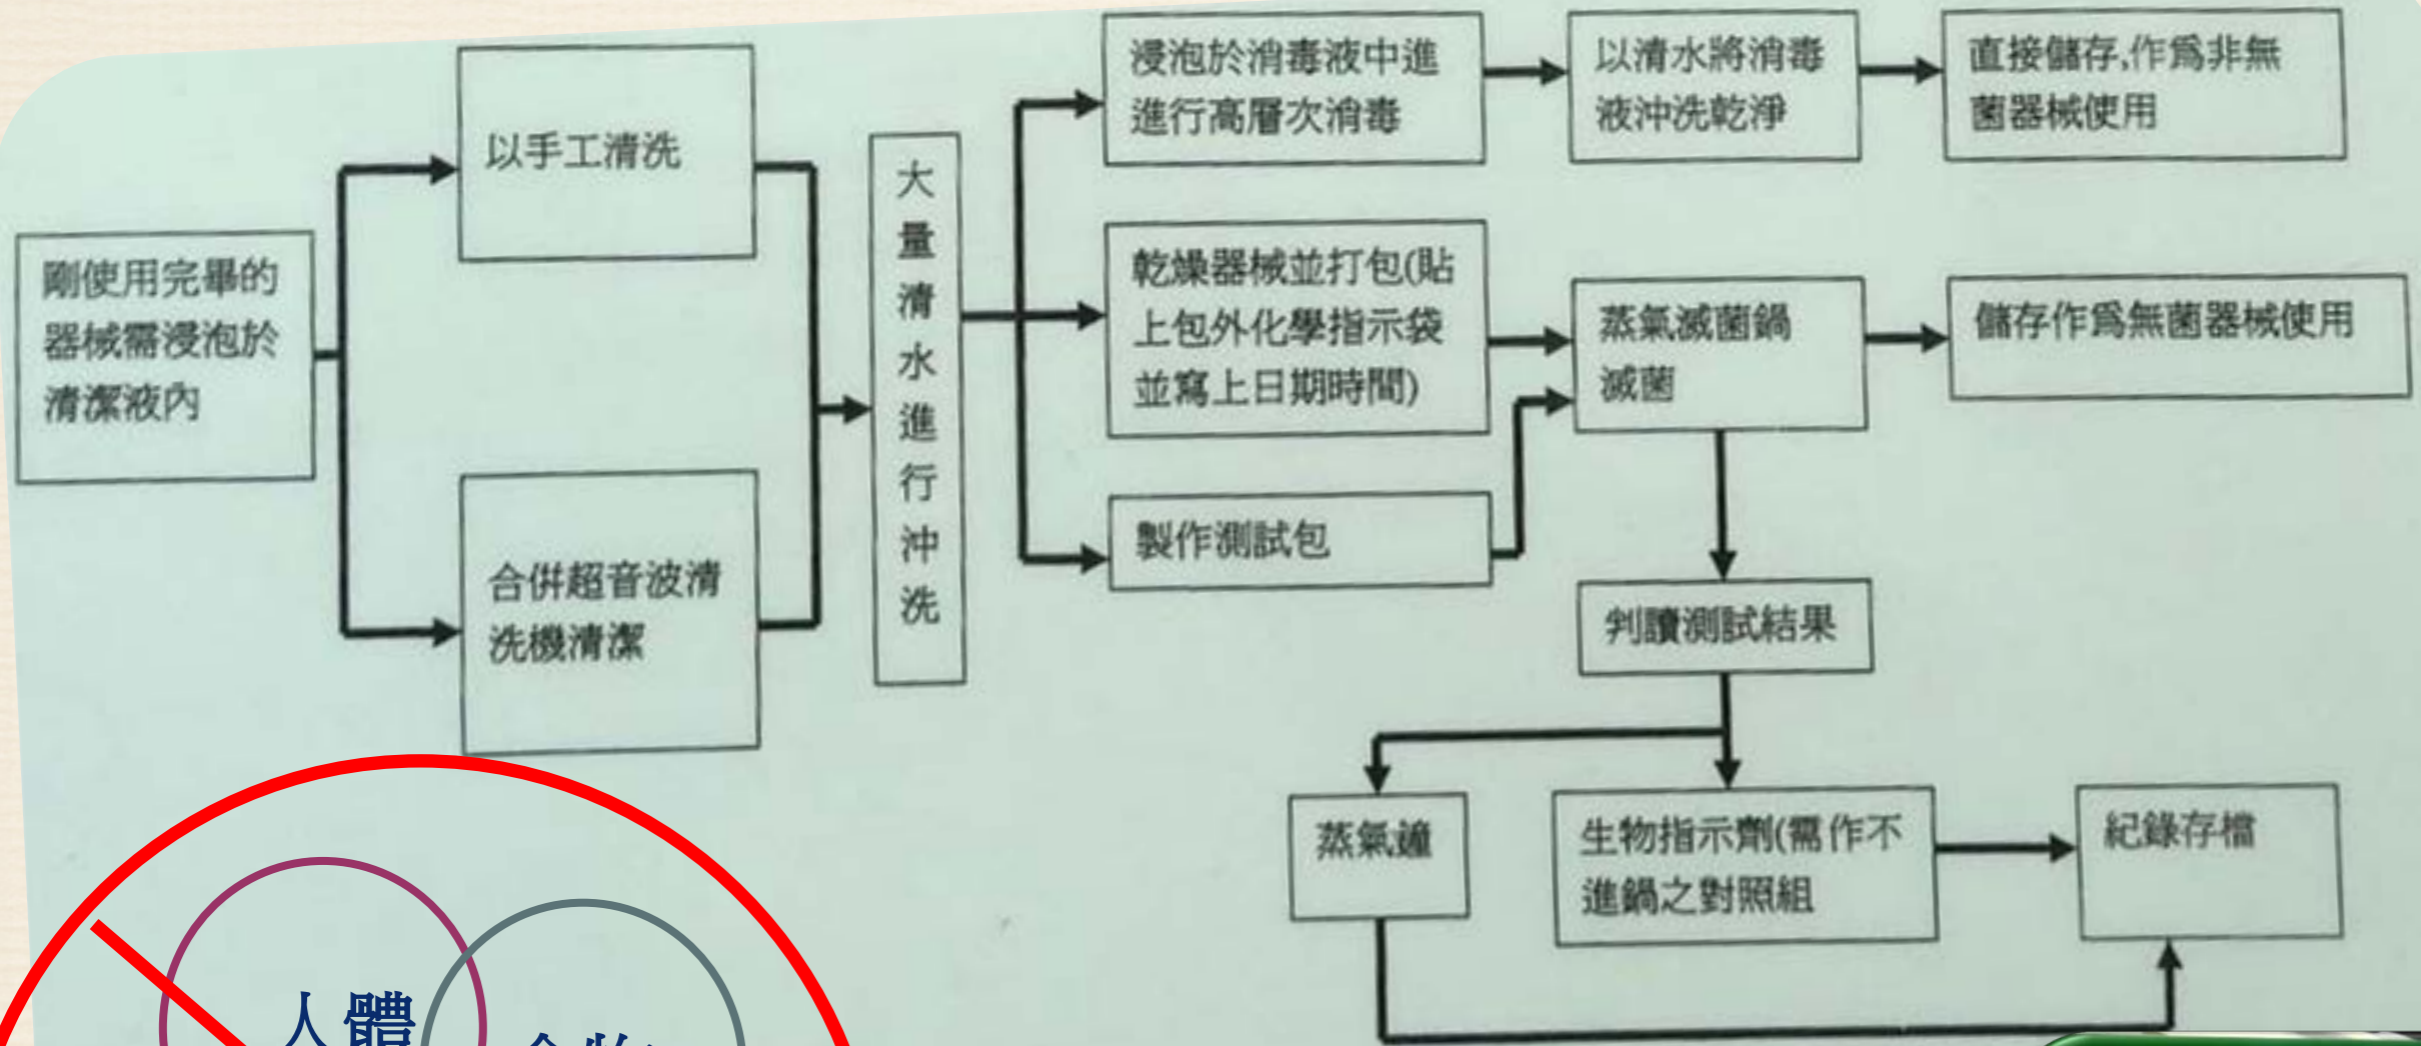 剛使用完畢的
器械需浸泡於
清潔液內
以手工清洗
合併超音波清
洗機清潔
大量清水進行沖洗
浸泡於消毒液中進
進行高層次消毒
以清水將消毒
液沖洗乾淨
直接儲存,作爲非無
菌器械使用
乾燥器械並打包(貼
上包外化學指示袋
並寫上日期時間)
蒸氣滅菌鍋
滅菌
儲存作爲無菌器械使用
製作測試包
判讀測試結果
蒸氣鐘
生物指示劑(需作不
進鍋之對照組
紀錄存檔
人體